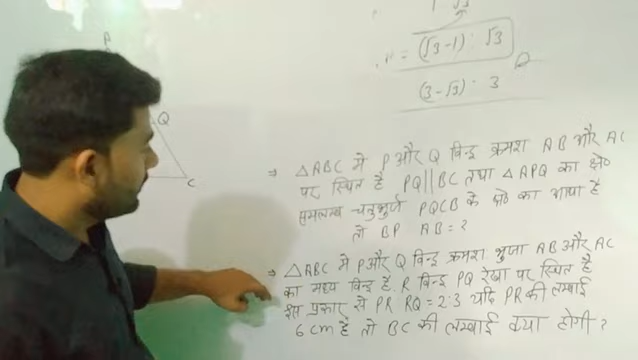 A
Q
C
(√3-1) · √3
(3-√3) · 3
⇒ △ABC मे P और Q बिन्दु क्रमश AB और AC
पर स्थित है PQ||BC तथा △APQ का क्षे०
समलम्ब चतुर्भुज PQCB के क्षे० का आधा है
तो BP AB = ?
⇒ △ABC मे P और Q बिन्दु क्रमश भुजा AB और AC
का मध्य बिन्दु है. R बिन्दु PQ रेखा पर स्थित है
इस प्रकार से PR RQ = 2:3 यदि PR की लम्बाई
6 cm है तो BC की लम्बाई क्या होगी ?